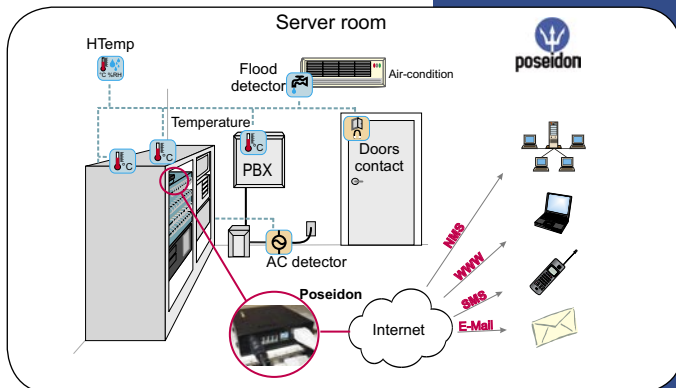 Server room
HTemp
°C %RH
Flood
detector
Air-condition
poseidon
Temperature
°C
°C
°C
PBX
Doors
contact
AC detector
NMS
WWW
SMS
E-Mail
Poseidon
Internet